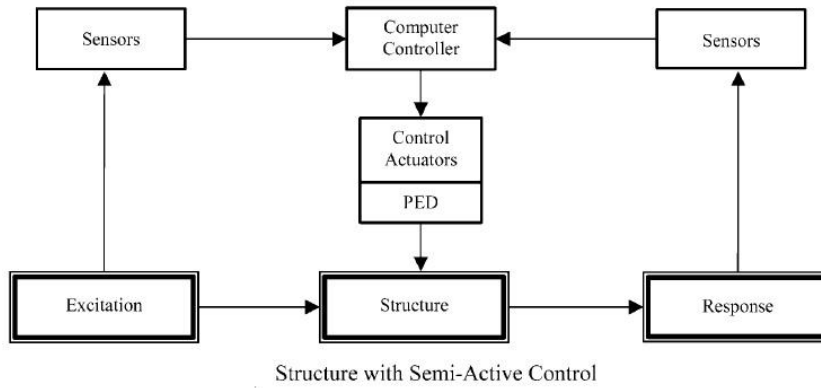 Sensors
Computer
Controller
Sensors
Control
Actuators
PED
Excitation
Structure
Response
Structure with Semi-Active Control